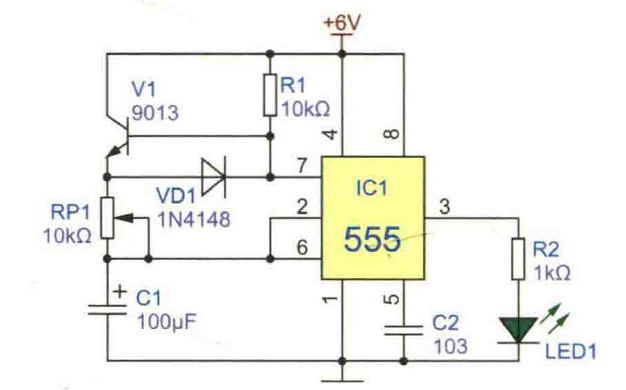 +6V
V1
9013
R1
10kΩ
4
8
7
VD1
1N4148
RP1
10kΩ
2
6
IC1
555
3
R2
1kΩ
+
C1
100μF
1
5
C2
103
LED1